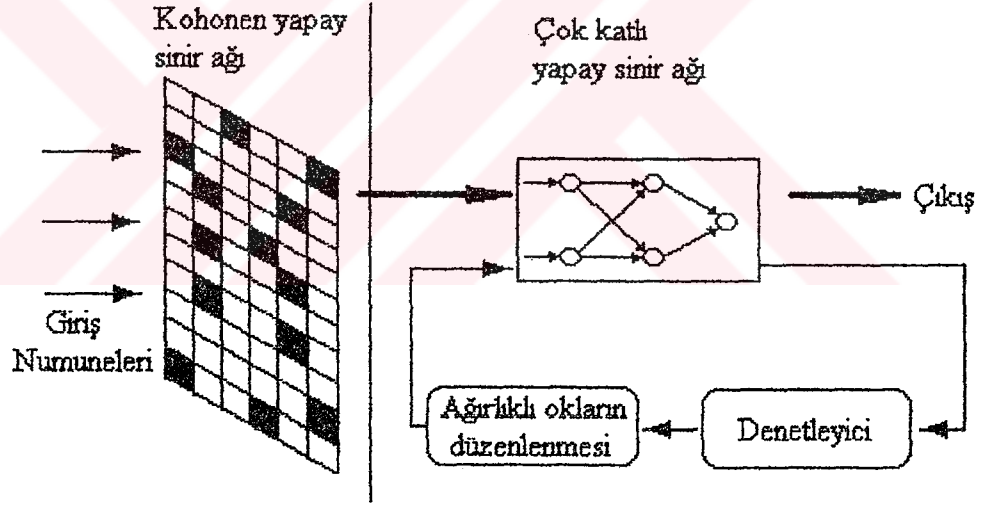 Kohonen yapay
sinir ağı
Çok katlı
yapay sinir ağı
Çıkış
Giriş
Numuneleri
Ağırlıklı okların
düzenlenmesi
Denetleyici